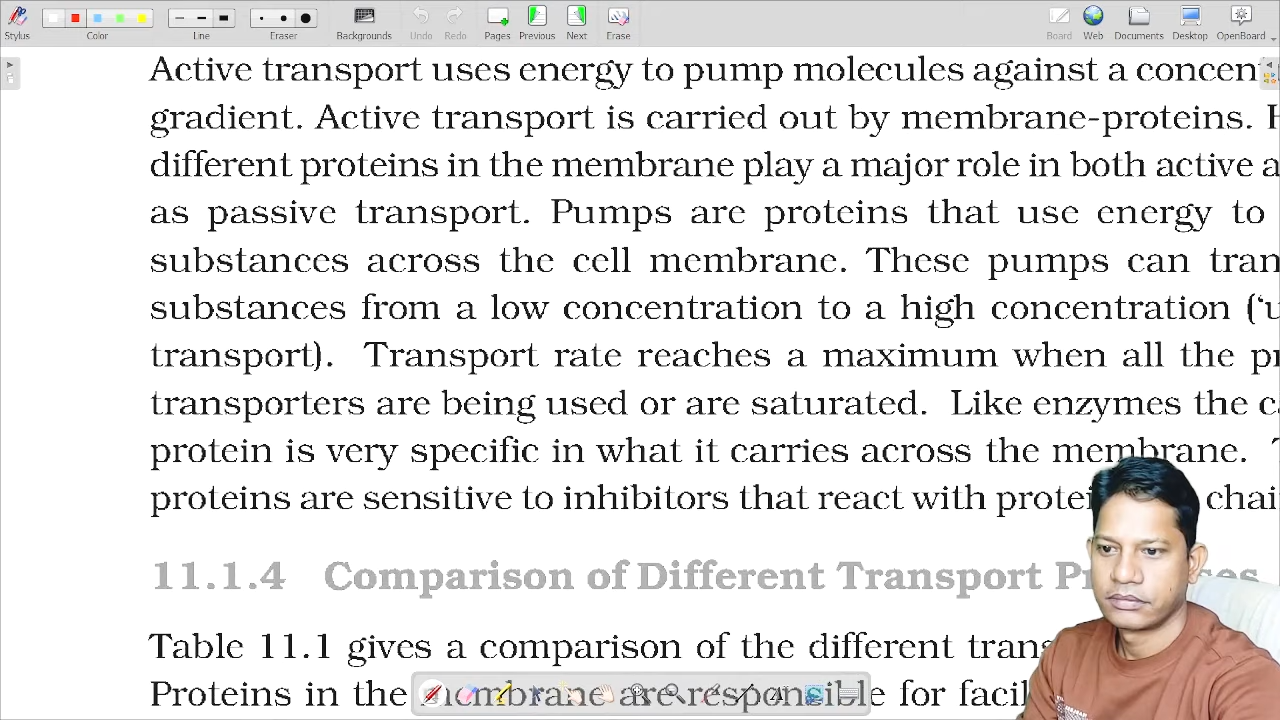 Stylus Color Line Eraser Backgrounds Undo Redo Pages Previous Next Erase Board Web Documents Desktop OpenBoard
Active transport uses energy to pump molecules against a concen
gradient. Active transport is carried out by membrane-proteins. H
different proteins in the membrane play a major role in both active a
as passive transport. Pumps are proteins that use energy to
substances across the cell membrane. These pumps can tran
substances from a low concentration to a high concentration (‘u
transport). Transport rate reaches a maximum when all the pr
transporters are being used or are saturated. Like enzymes the ca
protein is very specific in what it carries across the membrane. T
proteins are sensitive to inhibitors that react with protei chai
11.1.4 Comparison of Different Transport Pr es
Table 11.1 gives a comparison of the different trans
Proteins in the membrane are responsible for facil